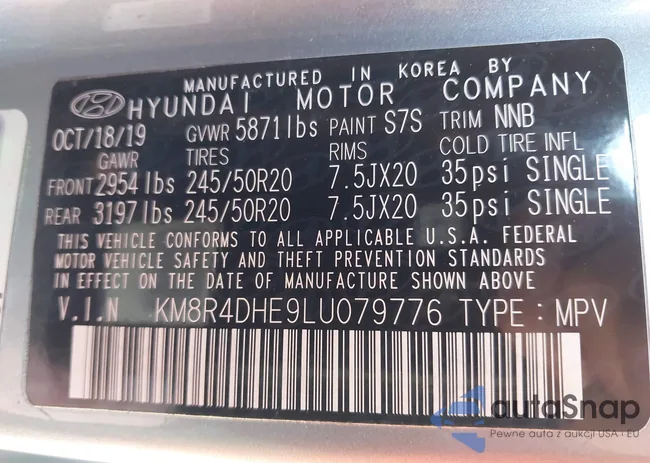 MANUFACTURED IN KOREA BY
HYUNDAI MOTOR COMPANY
OCT/18/19 GVWR 5871lbs PAINT S7S TRIM NNB
GAWR TIRES RIMS COLD TIRE INFL
FRONT 2954lbs 245/50R20 7.5JX20 35psi SINGLE
REAR 3197lbs 245/50R20 7.5JX20 35psi SINGLE
THIS VEHICLE CONFORMS TO ALL APPLICABLE U.S.A. FEDERAL
MOTOR VEHICLE SAFETY AND THEFT PREVENTION STANDARDS
IN EFFECT ON THE DATE OF MANUFACTURE SHOWN ABOVE
V.I.N KM8R4DHE9LU079776 TYPE : MPV
autaSnap
Pewne auta z aukcji USA i EU